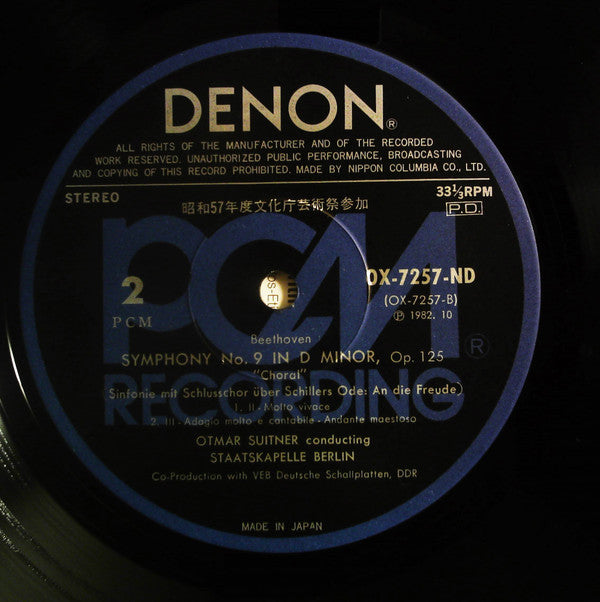 DENON®
ALL RIGHTS OF THE MANUFACTURER AND OF THE RECORDED
WORK RESERVED. UNAUTHORIZED PUBLIC PERFORMANCE, BROADCASTING
AND COPYING OF THIS RECORD PROHIBITED. MADE BY NIPPON COLUMBIA CO., LTD.
STEREO
33⅓RPM
P.D.
昭和57年度文化庁芸術祭参加
PCM®
RECORDING
2
PCM
OX-7257-ND
(OX-7257-B)
Ⓟ 1982. 10
Beethoven
SYMPHONY No. 9 IN D MINOR, Op. 125
"Choral"
Sinfonie mit Schlusschor über Schillers Ode: An die Freude)
1. II - Molto vivace
2. III - Adagio molto e cantabile - Andante maestoso
OTMAR SUITNER conducting
STAATSKAPELLE BERLIN
Co-Production with VEB Deutsche Schallplatten, DDR
MADE IN JAPAN